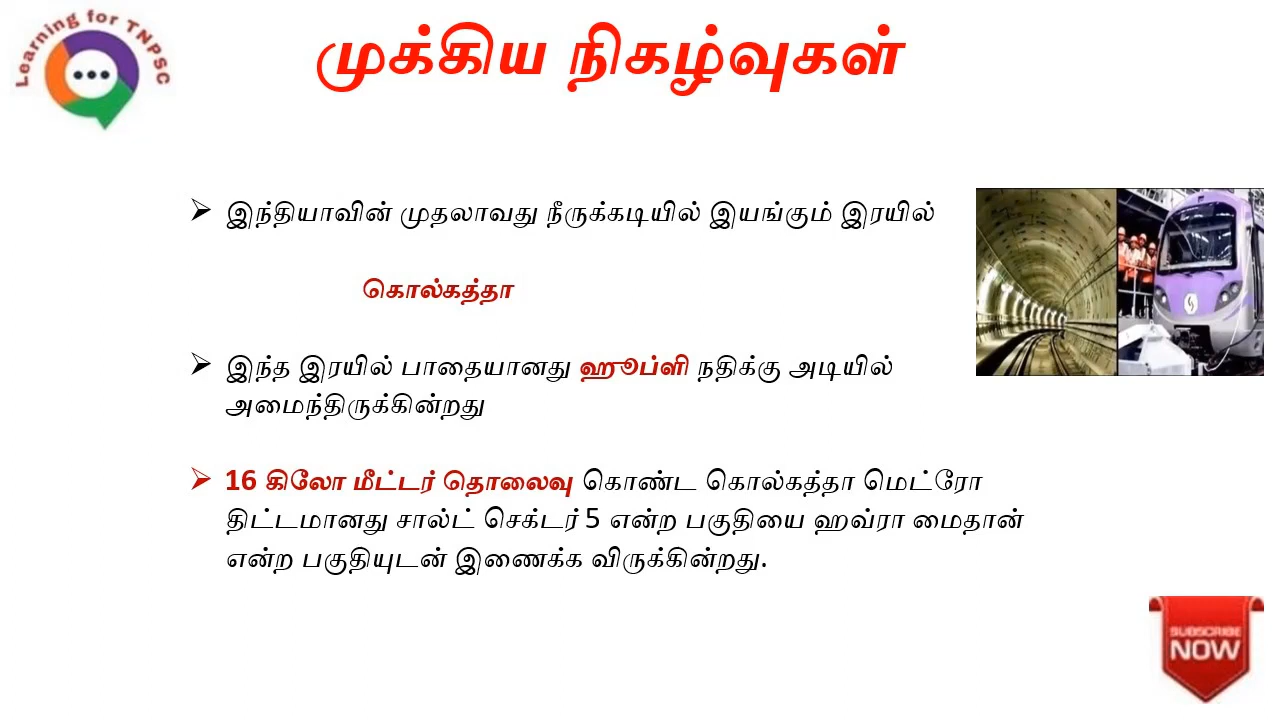 Learning for TNPSC
முக்கிய நிகழ்வுகள்
இந்தியாவின் முதலாவது நீருக்கடியில் இயங்கும் இரயில்
கொல்கத்தா
இந்த இரயில் பாதையானது ஹூப்ளி நதிக்கு அடியில்
அமைந்திருக்கின்றது
16 கிலோ மீட்டர் தொலைவு கொண்ட கொல்கத்தா மெட்ரோ
திட்டமானது சால்ட் செக்டர் 5 என்ற பகுதியை ஹவ்ரா மைதான்
என்ற பகுதியுடன் இணைக்க விருக்கின்றது.
SUBSCRIBE
NOW